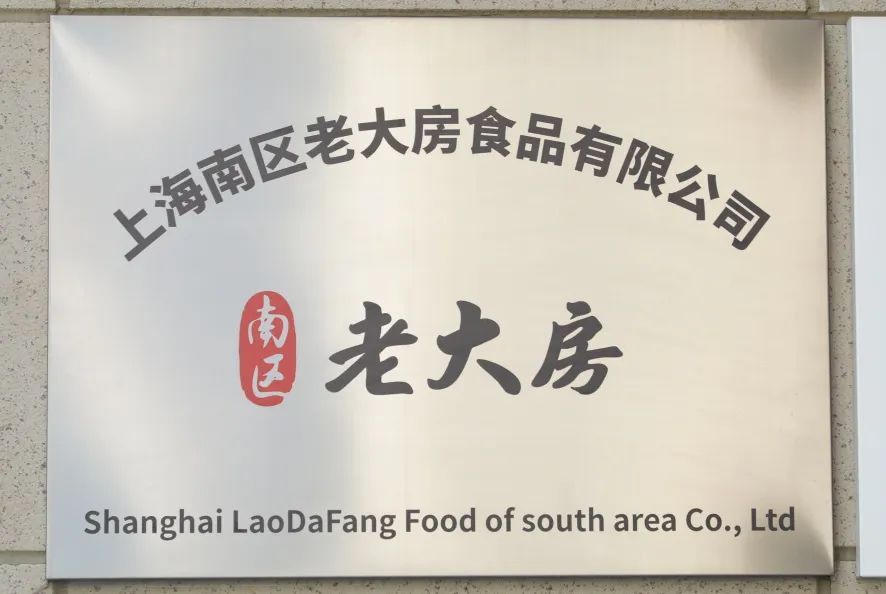 上海南区老大房食品有限公司
南区 老大房
Shanghai LaoDaFang Food of south area Co., Ltd